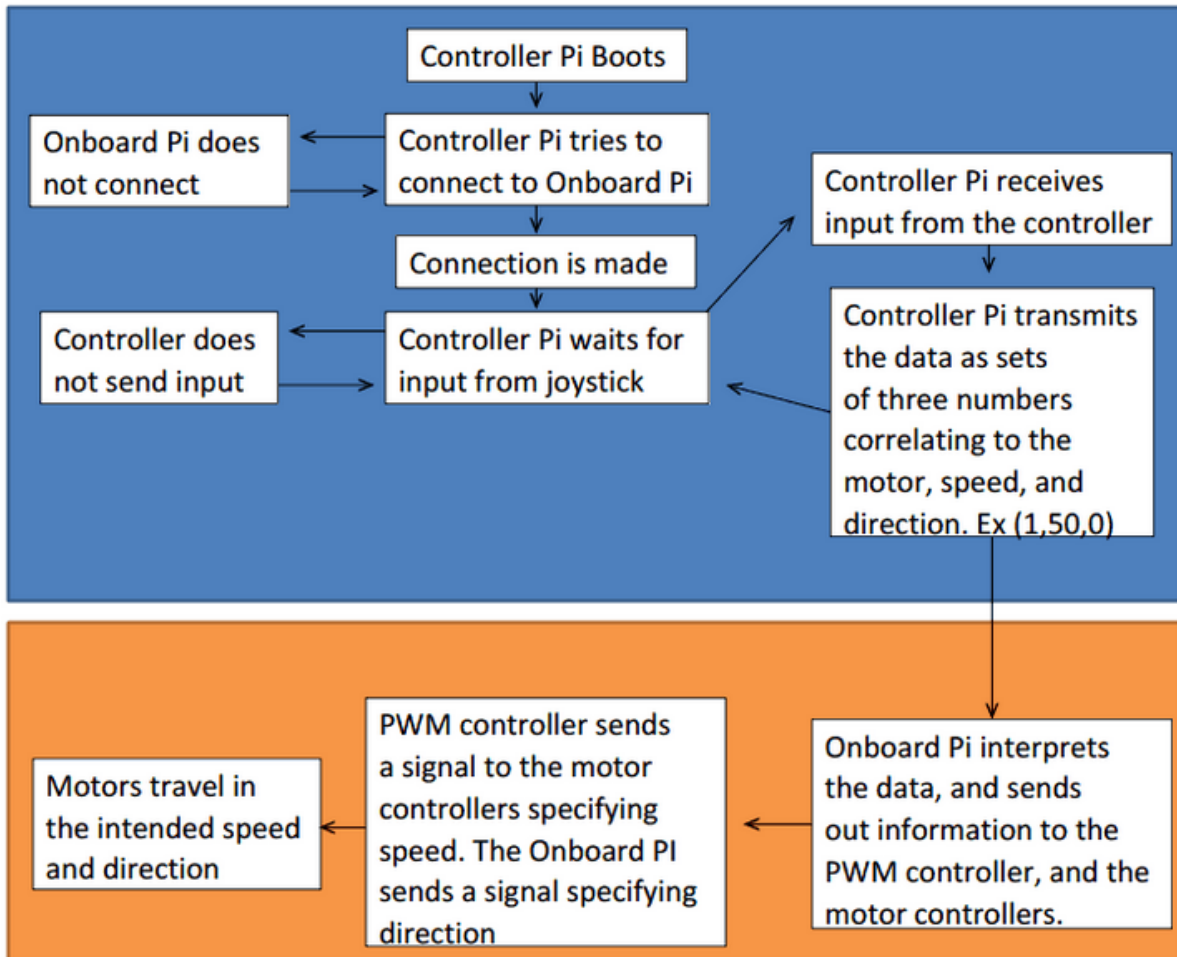 Controller Pi Boots
Onboard Pi does
not connect
Controller Pi tries to
connect to Onboard Pi
Connection is made
Controller does
not send input
Controller Pi waits for
input from joystick
Controller Pi receives
input from the controller
Controller Pi transmits
the data as sets
of three numbers
correlating to the
motor, speed, and
direction. Ex (1,50,0)
Onboard Pi interprets
the data, and sends
out information to the
PWM controller, and the
motor controllers.
PWM controller sends
a signal to the motor
controllers specifying
speed. The Onboard PI
sends a signal specifying
direction
Motors travel in
the intended speed
and direction